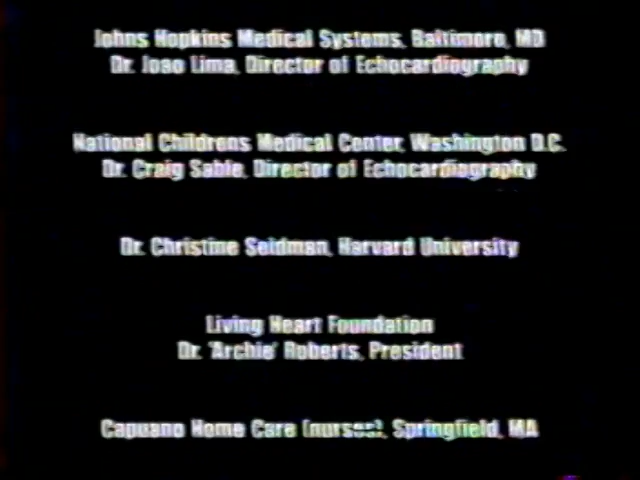 Johns Hopkins Medical Systems, Baltimore, MD
Dr. Joao Lima, Director of Echocardiography
National Childrens Medical Center, Washington D.C.
Dr. Craig Sable, Director of Echocardiography
Dr. Christine Seidman, Harvard University
Living Heart Foundation
Dr. 'Archie' Roberts, President
Capuano Home Care (nurses), Springfield, MA